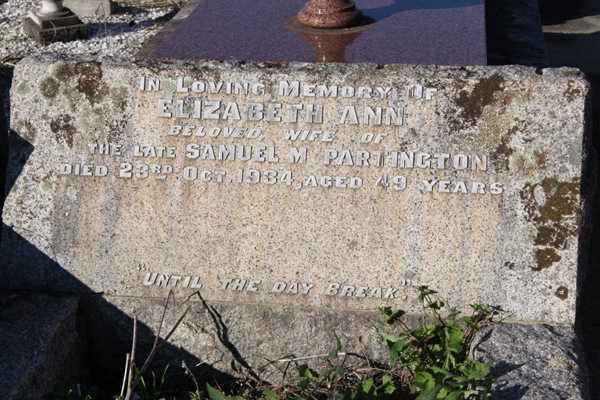 In Loving Memory Of
ELIZABETH ANN
BELOVED WIFE OF
THE LATE SAMUEL M PARTINGTON
DIED 23RD OCT. 1934, AGED 49 YEARS
"UNTIL THE DAY BREAK."